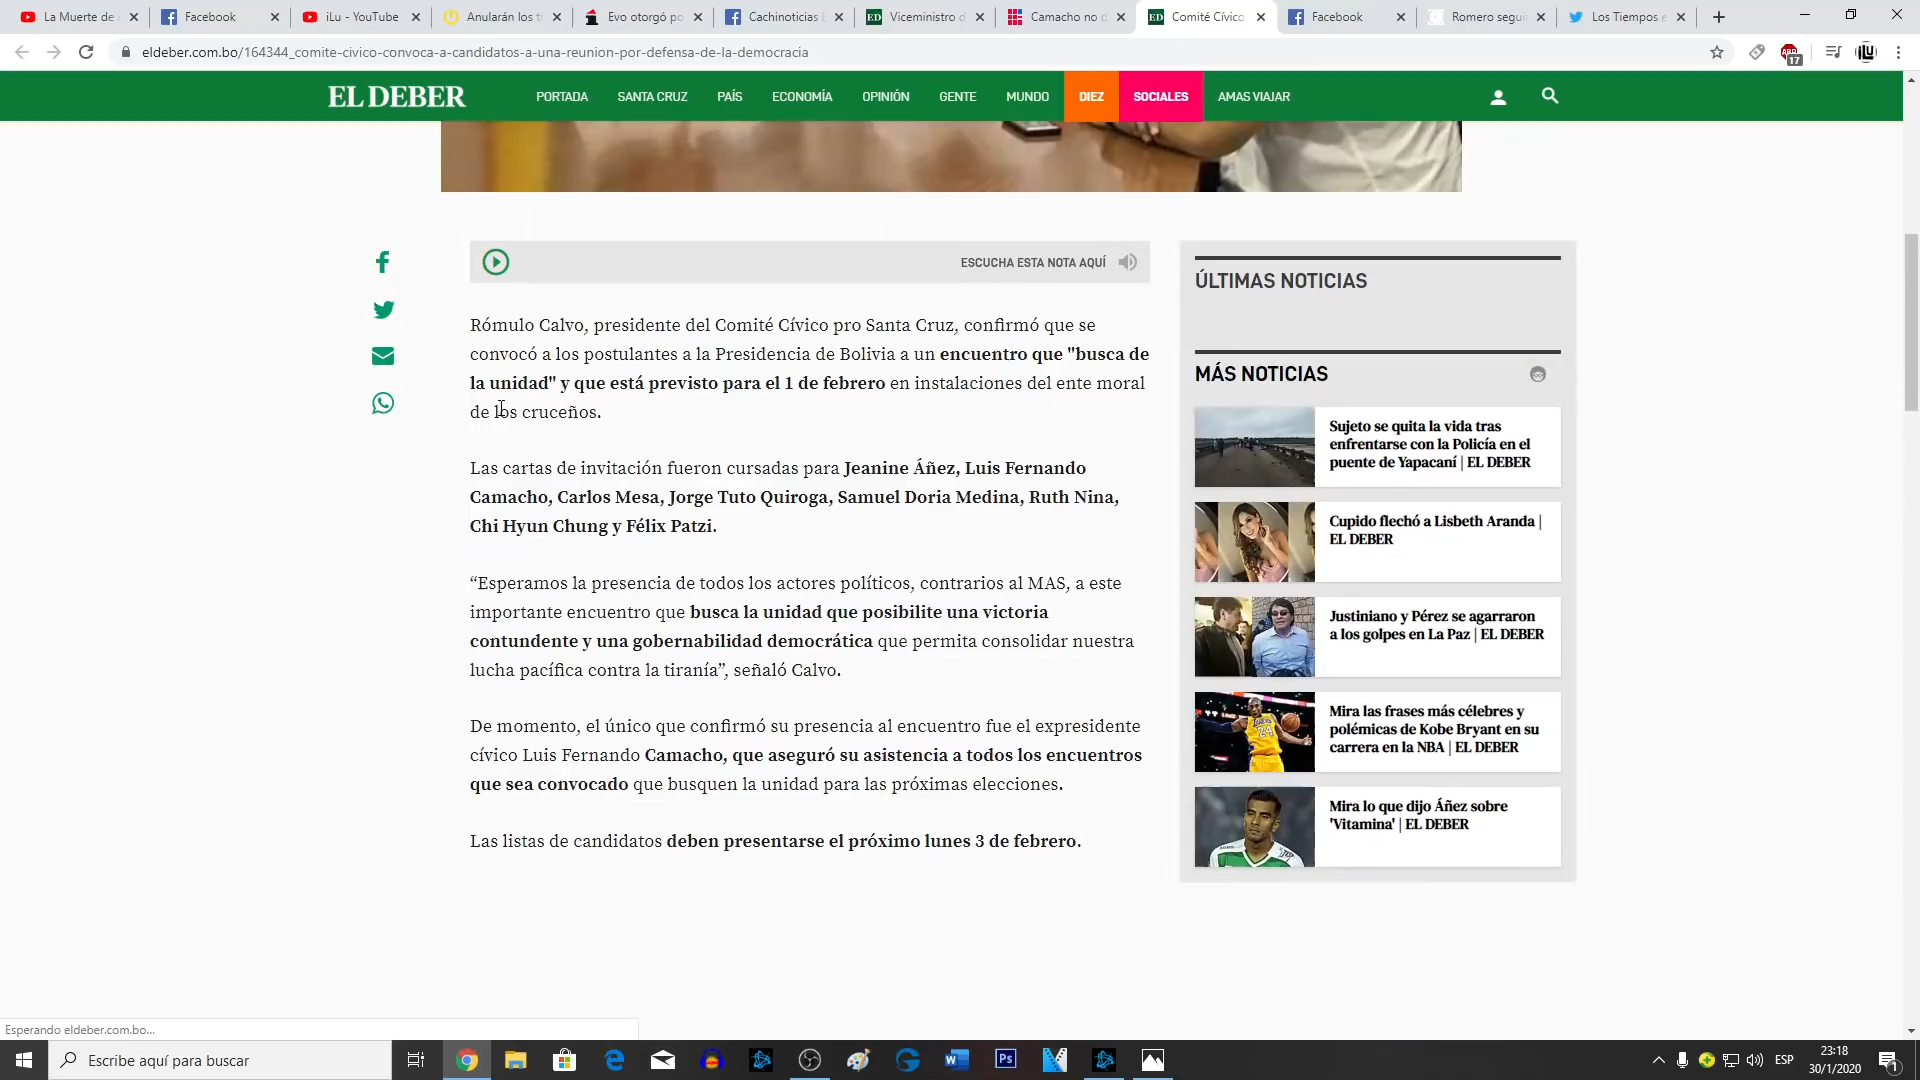 La Muerte de
Facebook
iLu - YouTube
Anularán los t
Evo otorgó po
Cachinoticias
Viceministro d
Camacho no d
Comité Cívico
Facebook
Romero segui
Los Tiempos e
eldeber.com.bo/164344_comite-civico-convoca-a-candidatos-a-una-reunion-por-defensa-de-la-democracia
17
EL DEBER
PORTADA
SANTA CRUZ
PAÍS
ECONOMÍA
OPINIÓN
GENTE
MUNDO
DIEZ
SOCIALES
AMAS VIAJAR
ESCUCHA ESTA NOTA AQUÍ
Rómulo Calvo, presidente del Comité Cívico pro Santa Cruz, confirmó que se
convocó a los postulantes a la Presidencia de Bolivia a un encuentro que "busca de
la unidad" y que está previsto para el 1 de febrero en instalaciones del ente moral
de los cruceños.
Las cartas de invitación fueron cursadas para Jeanine Áñez, Luis Fernando
Camacho, Carlos Mesa, Jorge Tuto Quiroga, Samuel Doria Medina, Ruth Nina,
Chi Hyun Chung y Félix Patzi.
“Esperamos la presencia de todos los actores políticos, contrarios al MAS, a este
importante encuentro que busca la unidad que posibilite una victoria
contundente y una gobernabilidad democrática que permita consolidar nuestra
lucha pacífica contra la tiranía”, señaló Calvo.
De momento, el único que confirmó su presencia al encuentro fue el expresidente
cívico Luis Fernando Camacho, que aseguró su asistencia a todos los encuentros
que sea convocado que busquen la unidad para las próximas elecciones.
Las listas de candidatos deben presentarse el próximo lunes 3 de febrero.
ÚLTIMAS NOTICIAS
MÁS NOTICIAS
Sujeto se quita la vida tras
enfrentarse con la Policía en el
puente de Yapacaní | EL DEBER
Cupido flechó a Lisbeth Aranda |
EL DEBER
Justiniano y Pérez se agarraron
a los golpes en La Paz | EL DEBER
Mira las frases más célebres y
polémicas de Kobe Bryant en su
carrera en la NBA | EL DEBER
Mira lo que dijo Áñez sobre
'Vitamina' | EL DEBER
Esperando eldeber.com.bo...
Escribe aquí para buscar
ESP
23:18
30/1/2020